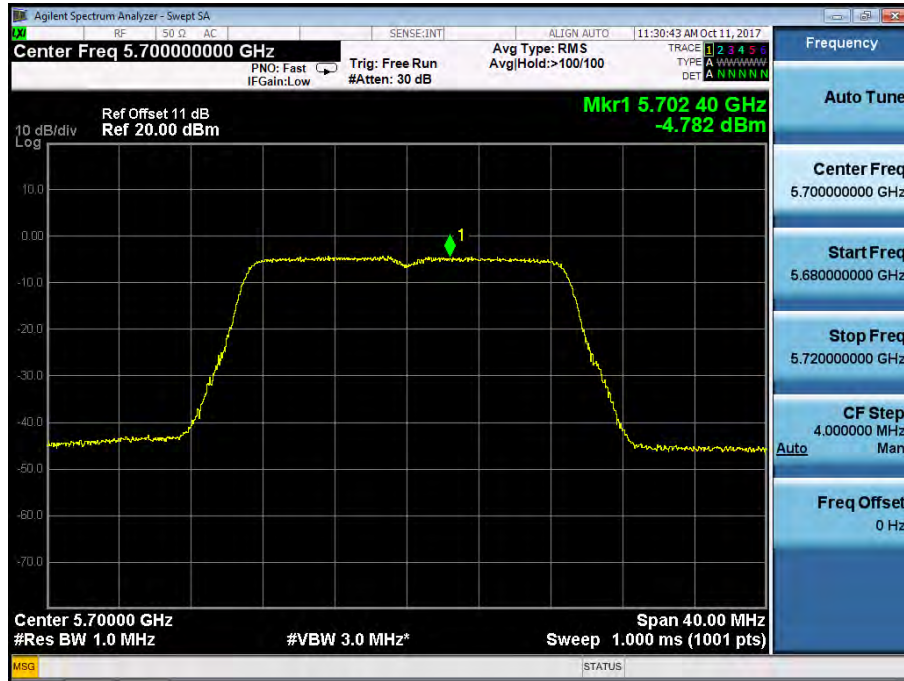 Agilent Spectrum Analyzer - Swept SA
LXI RF 50 Ω AC SENSE:INT ALIGN AUTO 11:30:43 AM Oct 11, 2017
Center Freq 5.700000000 GHz
PNO: Fast
IFGain:Low
Trig: Free Run
#Atten: 30 dB
Avg Type: RMS
Avg|Hold:>100/100
TRACE 1 2 3 4 5 6
TYPE A WWWWW
DET A N N N N N
Ref Offset 11 dB
10 dB/div Ref 20.00 dBm
Log
Mkr1 5.702 40 GHz
-4.782 dBm
10.0
0.00
-10.0
-20.0
-30.0
-40.0
-50.0
-60.0
-70.0
1
Center 5.70000 GHz Span 40.00 MHz
#Res BW 1.0 MHz #VBW 3.0 MHz* Sweep 1.000 ms (1001 pts)
MSG STATUS
Frequency
Auto Tune
Center Freq
5.700000000 GHz
Start Freq
5.680000000 GHz
Stop Freq
5.720000000 GHz
CF Step
4.000000 MHz
Auto Man
Freq Offset
0 Hz